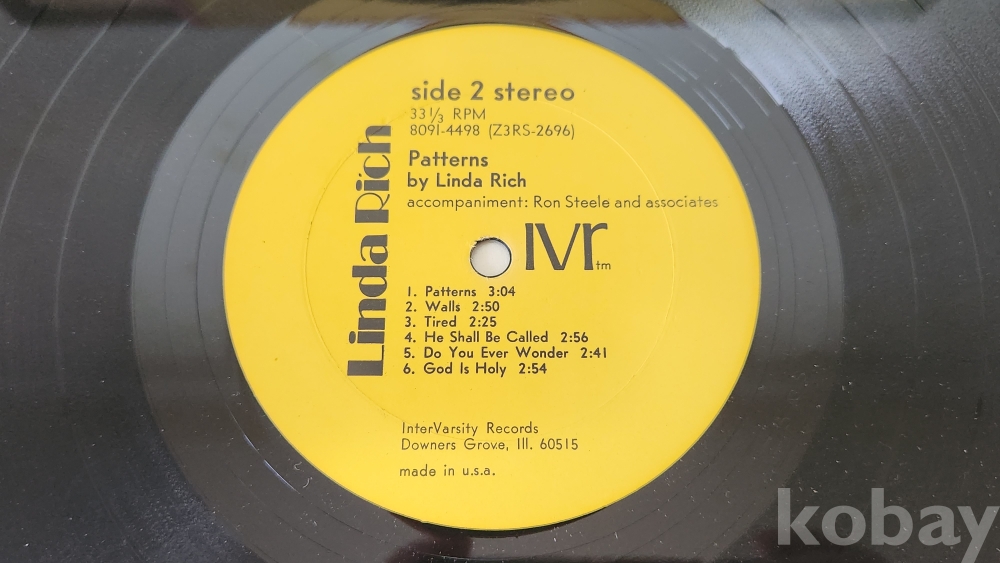 side 2 stereo
33⅓ RPM
8091-4498 (Z3RS-2696)
Patterns
by Linda Rich
accompaniment: Ron Steele and associates
Linda Rich
IVr tm
1. Patterns 3:04
2. Walls 2:50
3. Tired 2:25
4. He Shall Be Called 2:56
5. Do You Ever Wonder 2:41
6. God Is Holy 2:54
InterVarsity Records
Downers Grove, Ill. 60515
made in u.s.a.
kobay